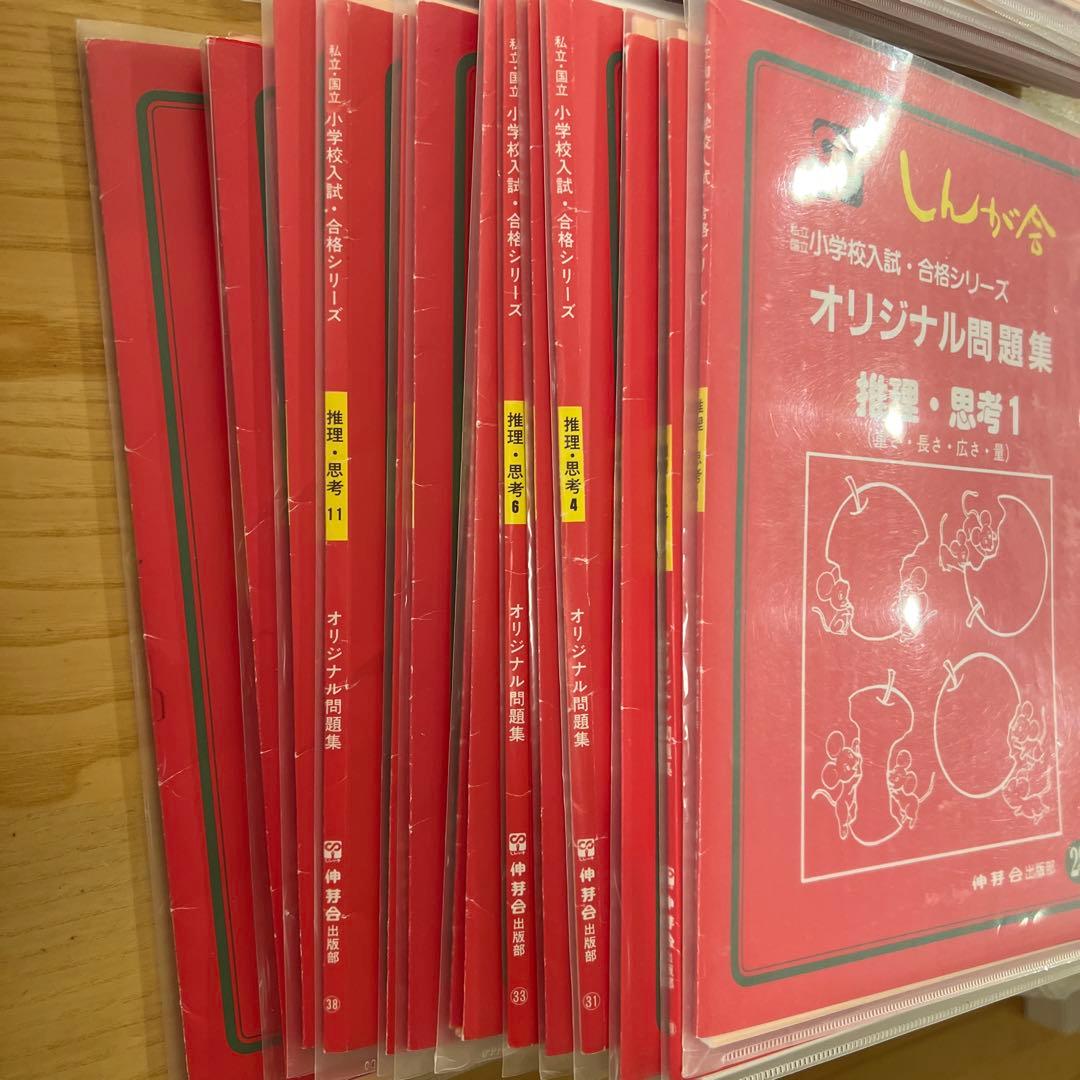 私立・国立 小学校入試・合格シリーズ
推理・思考 11
オリジナル問題集
伸芽会出版部
38
私立・国立 小学校入試・合格シリーズ
推理・思考 6
オリジナル問題集
伸芽会出版部
33
私立・国立 小学校入試・合格シリーズ
推理・思考 4
オリジナル問題集
伸芽会出版部
31
しんが会
私立 国立 小学校入試・合格シリーズ
オリジナル問題集
推理・思考1
(重さ・長さ・広さ・量)
伸芽会出版部